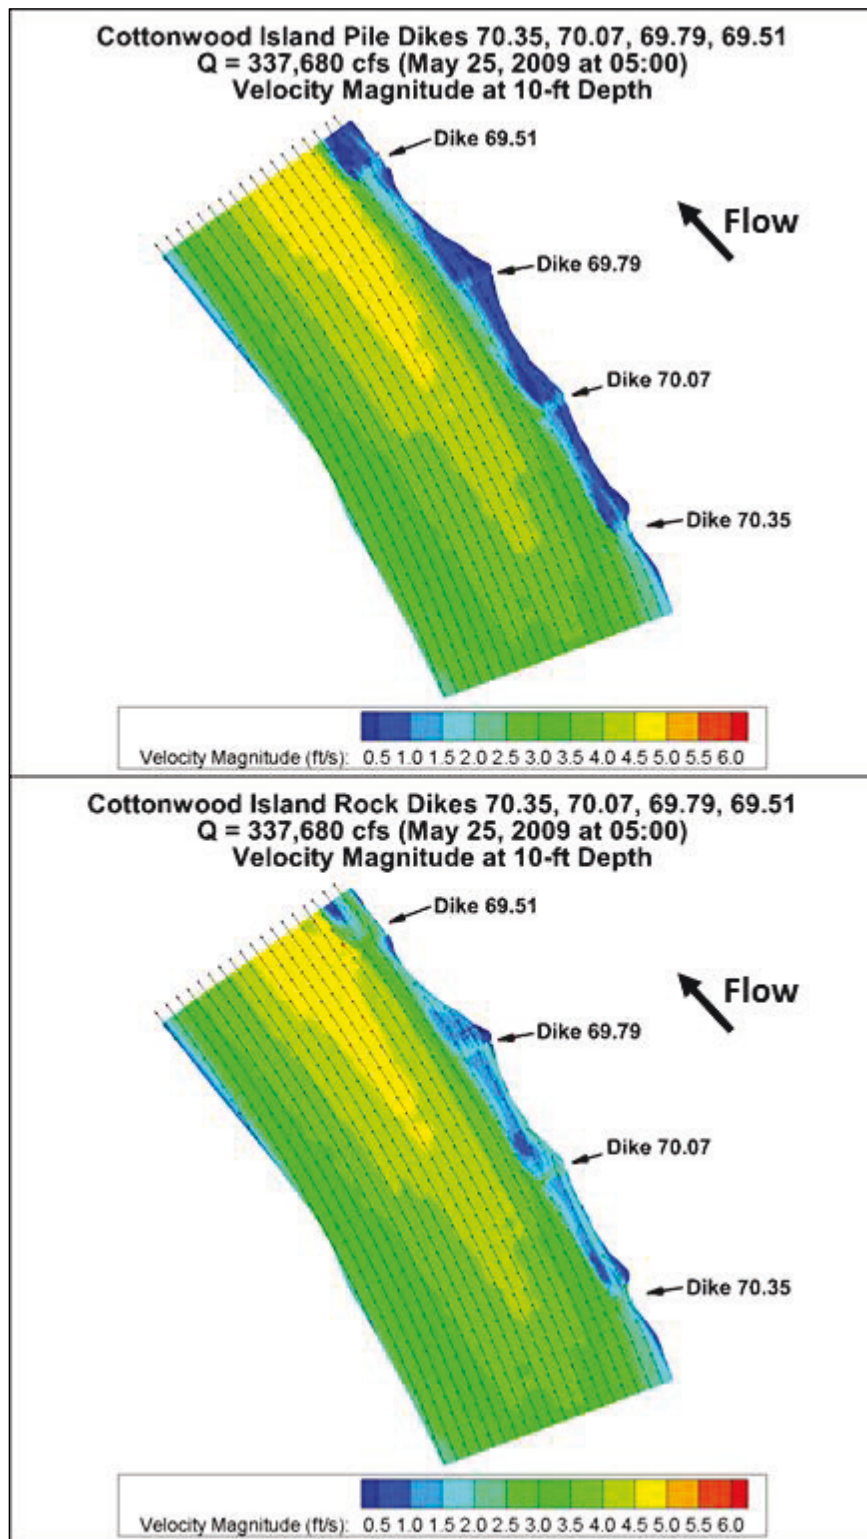 Cottonwood Island Pile Dikes 70.35, 70.07, 69.79, 69.51
Q = 337,680 cfs (May 25, 2009 at 05:00)
Velocity Magnitude at 10-ft Depth
Dike 69.51
Flow
Dike 69.79
Dike 70.07
Dike 70.35
Velocity Magnitude (ft/s): 0.5 1.0 1.5 2.0 2.5 3.0 3.5 4.0 4.5 5.0 5.5 6.0
Cottonwood Island Rock Dikes 70.35, 70.07, 69.79, 69.51
Q = 337,680 cfs (May 25, 2009 at 05:00)
Velocity Magnitude at 10-ft Depth
Dike 69.51
Flow
Dike 69.79
Dike 70.07
Dike 70.35
Velocity Magnitude (ft/s): 0.5 1.0 1.5 2.0 2.5 3.0 3.5 4.0 4.5 5.0 5.5 6.0